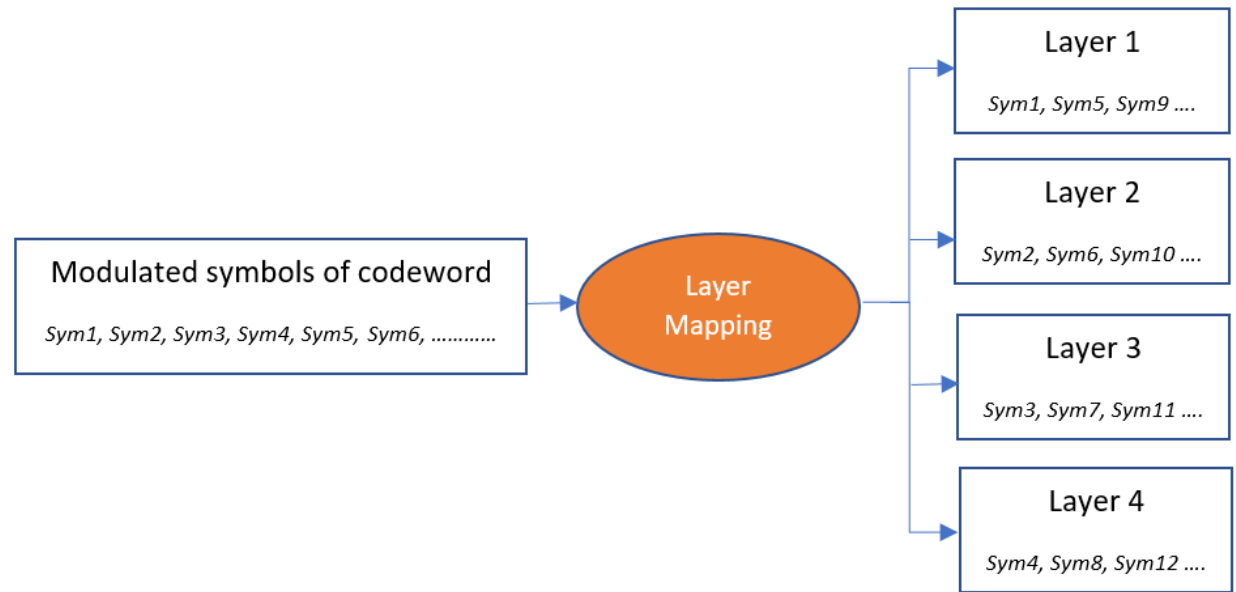 Modulated symbols of codeword
Sym1, Sym2, Sym3, Sym4, Sym5, Sym6, …………
Layer
Mapping
Layer 1
Sym1, Sym5, Sym9 ….
Layer 2
Sym2, Sym6, Sym10 ….
Layer 3
Sym3, Sym7, Sym11 ….
Layer 4
Sym4, Sym8, Sym12 ….